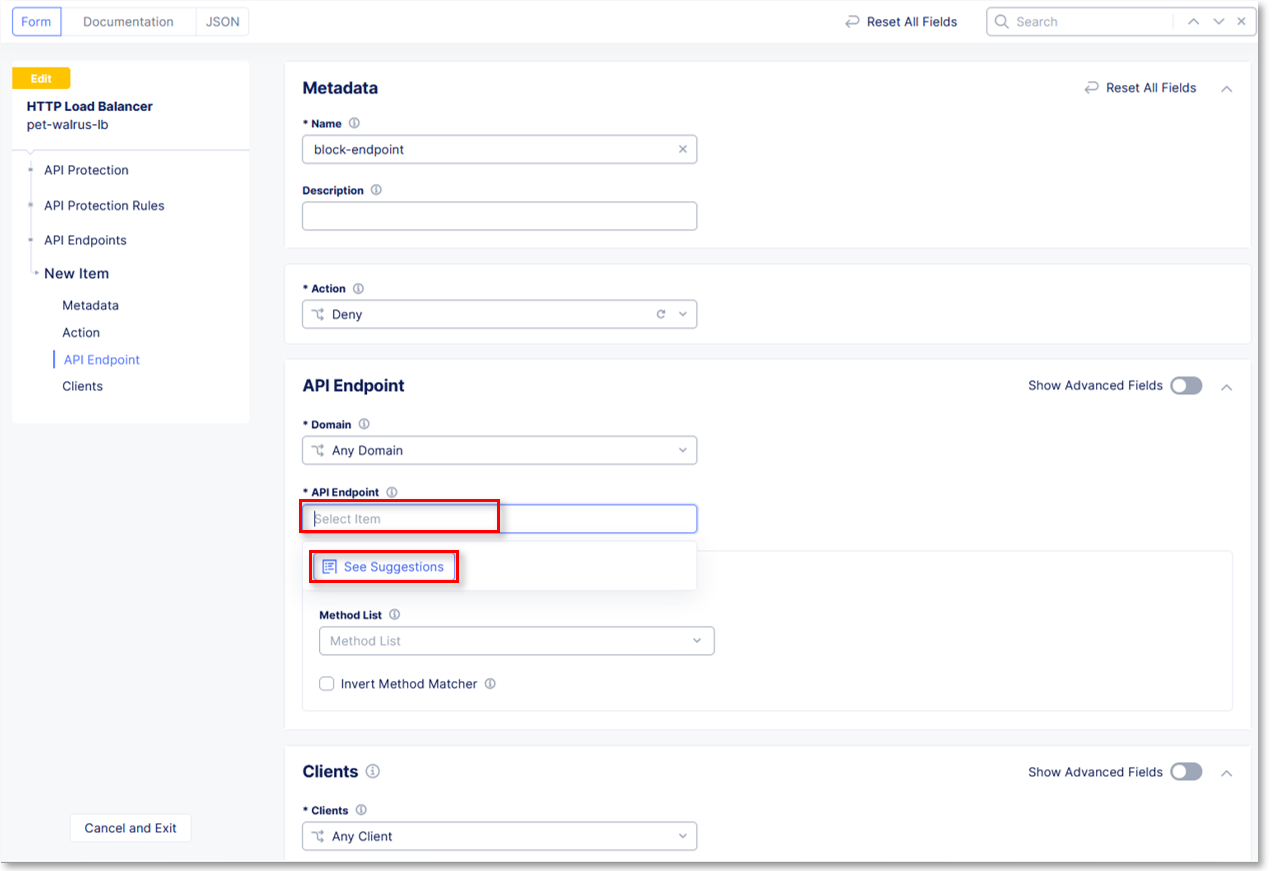 Form Documentation JSON Reset All Fields Search
Edit
HTTP Load Balancer
pet-walrus-lb
API Protection
API Protection Rules
API Endpoints
New Item
Metadata
Action
API Endpoint
Clients
Cancel and Exit
Metadata Reset All Fields
* Name
block-endpoint
Description
* Action
Deny
API Endpoint Show Advanced Fields
* Domain
Any Domain
* API Endpoint
Select Item
See Suggestions
Method List
Method List
Invert Method Matcher
Clients Show Advanced Fields
* Clients
Any Client